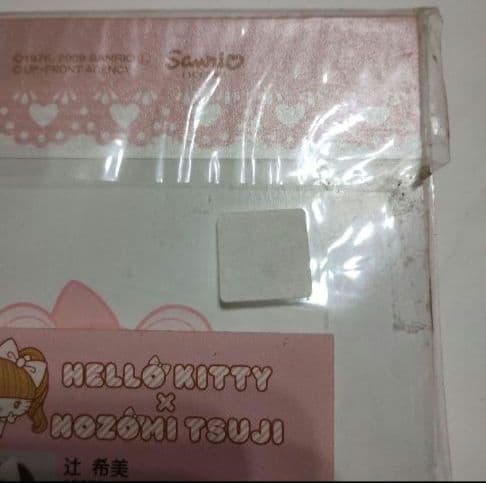 ©1976, 2009 SANRIO
©UP-FRONT AGENCY
Sanrio
HELLO KITTY
×
NOZOMI TSUJI
辻 希美